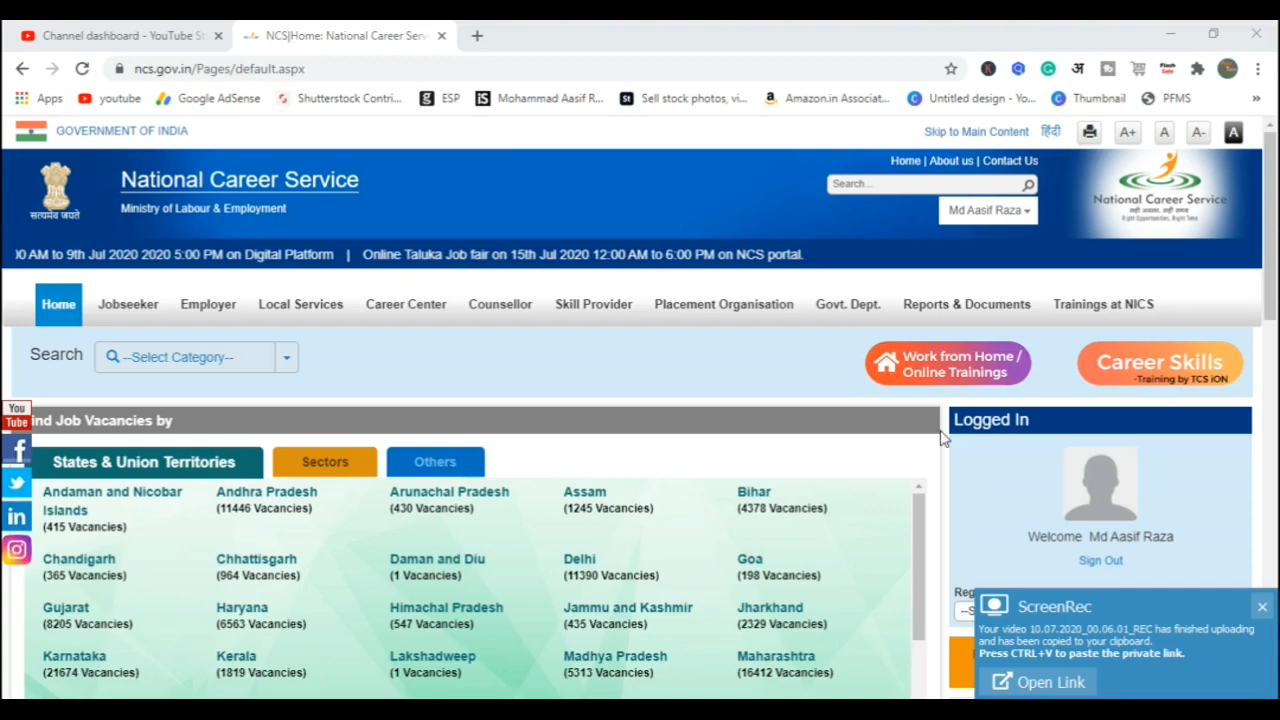 Channel dashboard - YouTube St
NCS|Home: National Career Serv
ncs.gov.in/Pages/default.aspx
Apps
youtube
Google AdSense
Shutterstock Contri...
ESP
Mohammad Aasif R...
Sell stock photos, vi...
Amazon.in Associat...
Untitled design - Yo...
Thumbnail
PFMS
»
GOVERNMENT OF INDIA
Skip to Main Content
हिंदी
A+
A
A-
A
National Career Service
Ministry of Labour & Employment
सत्यमेव जयते
Home | About us | Contact Us
Search...
Md Aasif Raza
National Career Service
सही अवसर, सही समय
Right Opportunities, Right Time
00 AM to 9th Jul 2020 2020 5:00 PM on Digital Platform | Online Taluka Job fair on 15th Jul 2020 12:00 AM to 6:00 PM on NCS portal.
Home
Jobseeker
Employer
Local Services
Career Center
Counsellor
Skill Provider
Placement Organisation
Govt. Dept.
Reports & Documents
Trainings at NICS
Search
--Select Category--
Work from Home /
Online Trainings
Career Skills
-Training by TCS iON
You
Tube
ind Job Vacancies by
Logged In
States & Union Territories
Sectors
Others
Andaman and Nicobar
Islands
(415 Vacancies)
Andhra Pradesh
(11446 Vacancies)
Arunachal Pradesh
(430 Vacancies)
Assam
(1245 Vacancies)
Bihar
(4378 Vacancies)
Chandigarh
(365 Vacancies)
Chhattisgarh
(964 Vacancies)
Daman and Diu
(1 Vacancies)
Delhi
(11390 Vacancies)
Goa
(198 Vacancies)
Gujarat
(8205 Vacancies)
Haryana
(6563 Vacancies)
Himachal Pradesh
(547 Vacancies)
Jammu and Kashmir
(435 Vacancies)
Jharkhand
(2329 Vacancies)
Karnataka
(21674 Vacancies)
Kerala
(1819 Vacancies)
Lakshadweep
(1 Vacancies)
Madhya Pradesh
(5313 Vacancies)
Maharashtra
(16412 Vacancies)
Welcome Md Aasif Raza
Sign Out
Reg
--S
ScreenRec
Your video 10.07.2020_00.06.01_REC has finished uploading
and has been copied to your clipboard.
Press CTRL+V to paste the private link.
Open Link